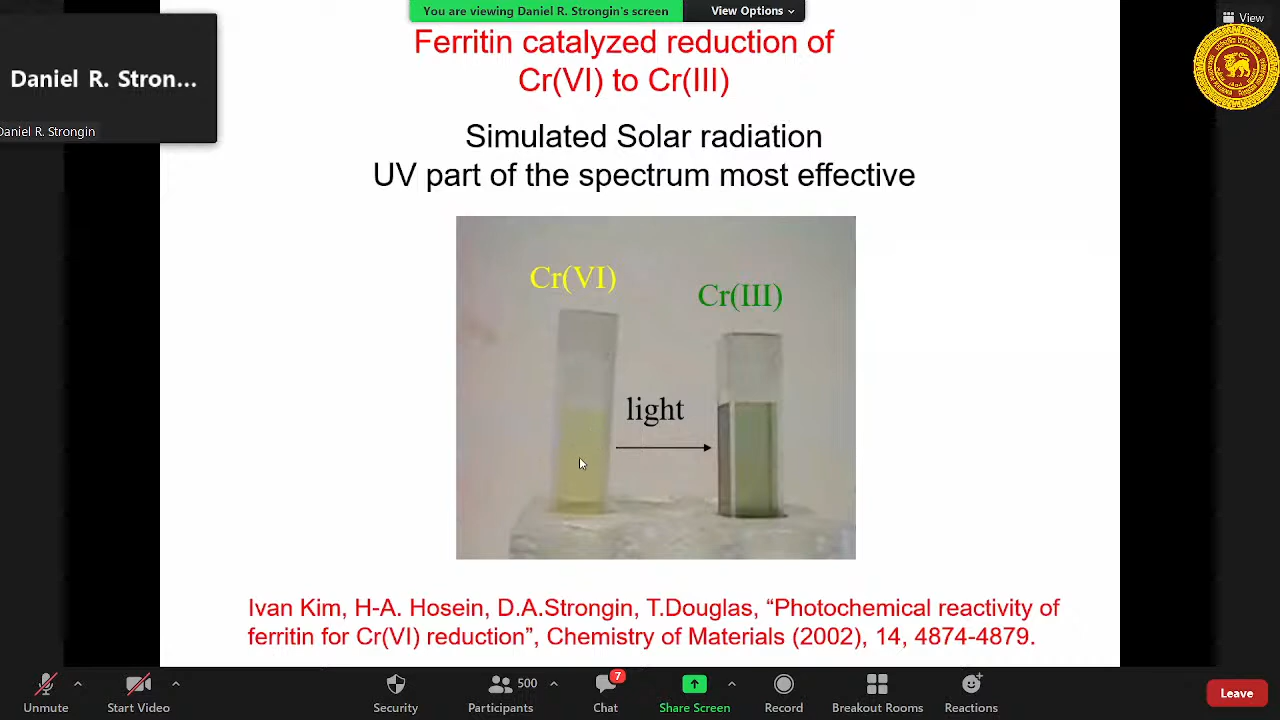 You are viewing Daniel R. Strongin's screen
View Options
View
Daniel R. Stron...
Daniel R. Strongin
Ferritin catalyzed reduction of
Cr(VI) to Cr(III)
Simulated Solar radiation
UV part of the spectrum most effective
Cr(VI)
Cr(III)
light
Ivan Kim, H-A. Hosein, D.A.Strongin, T.Douglas, “Photochemical reactivity of
ferritin for Cr(VI) reduction”, Chemistry of Materials (2002), 14, 4874-4879.
Unmute
Start Video
Security
500
Participants
7
Chat
Share Screen
Record
Breakout Rooms
Reactions
Leave